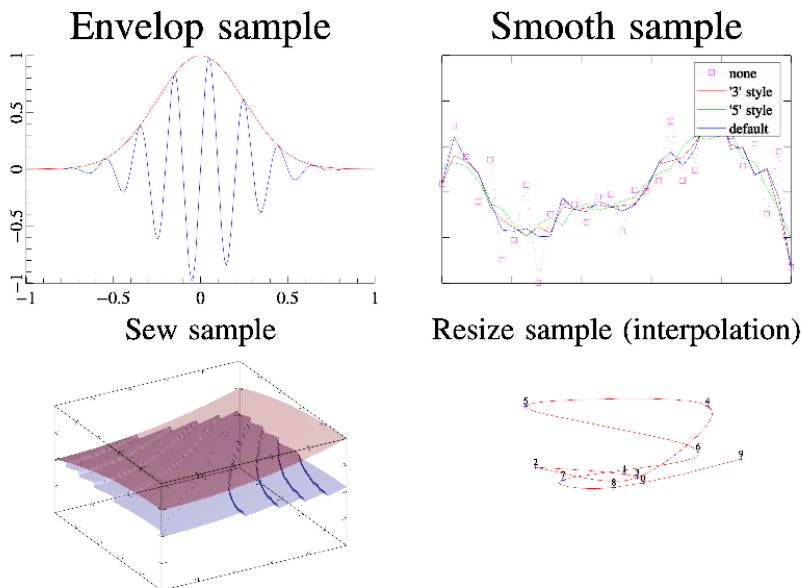 Envelop sample
Smooth sample
none
'3' style
'5' style
default
1
0.5
0
−0.5
−1
−1 −0.5 0 0.5 1
Sew sample
Resize sample (interpolation)
5
4
6
9
2
1
3
7
8
0